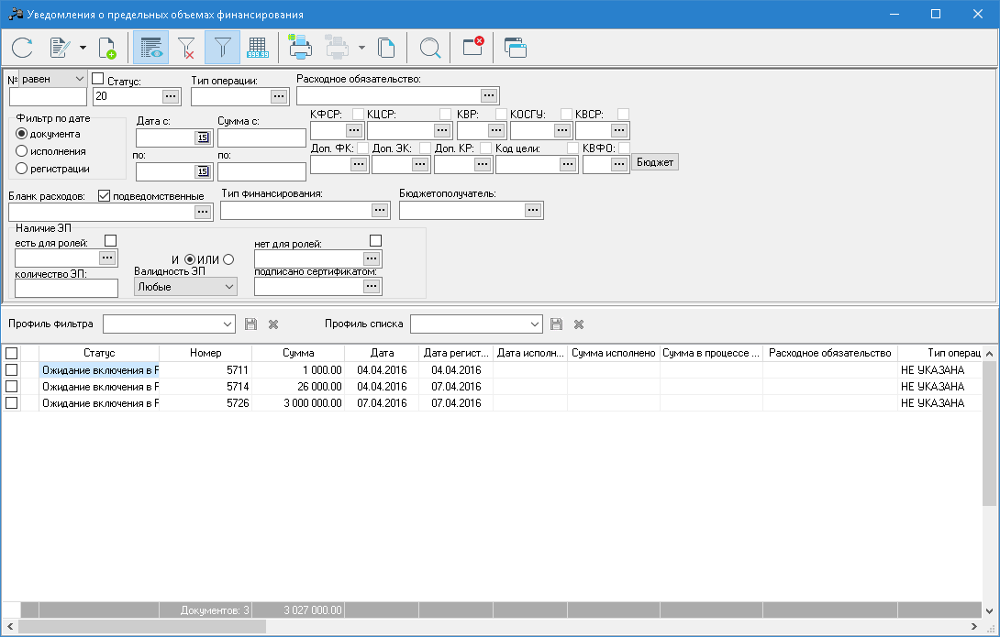 Уведомления о предельных объемах финансирования
№ равен Статус: Тип операции: Расходное обязательство:
20
КФСР: КЦСР: КВР: КОСГУ: КВСР:
Фильтр по дате Дата с: Сумма с:
документа 15
исполнения по: по: Доп. ФК: Доп. ЭК: Доп. КР: Код цели: КВФО:
регистрации 15 Бюджет
Бланк расходов: подведомственные Тип финансирования: Бюджетополучатель:
Наличие ЭП
есть для ролей: нет для ролей:
И ИЛИ
количество ЭП: Валидность ЭП подписано сертификатом:
Любые
Профиль фильтра Профиль списка
Статус Номер Сумма Дата Дата регист... Дата исполн... Сумма исполнено Сумма в процессе ... Расходное обязательство Тип операц
Ожидание включения в Р 5711 1 000.00 04.04.2016 04.04.2016 НЕ УКАЗАНА
Ожидание включения в Р 5714 26 000.00 04.04.2016 07.04.2016 НЕ УКАЗАНА
Ожидание включения в Р 5726 3 000 000.00 07.04.2016 07.04.2016 НЕ УКАЗАНА
Документов: 3 3 027 000.00